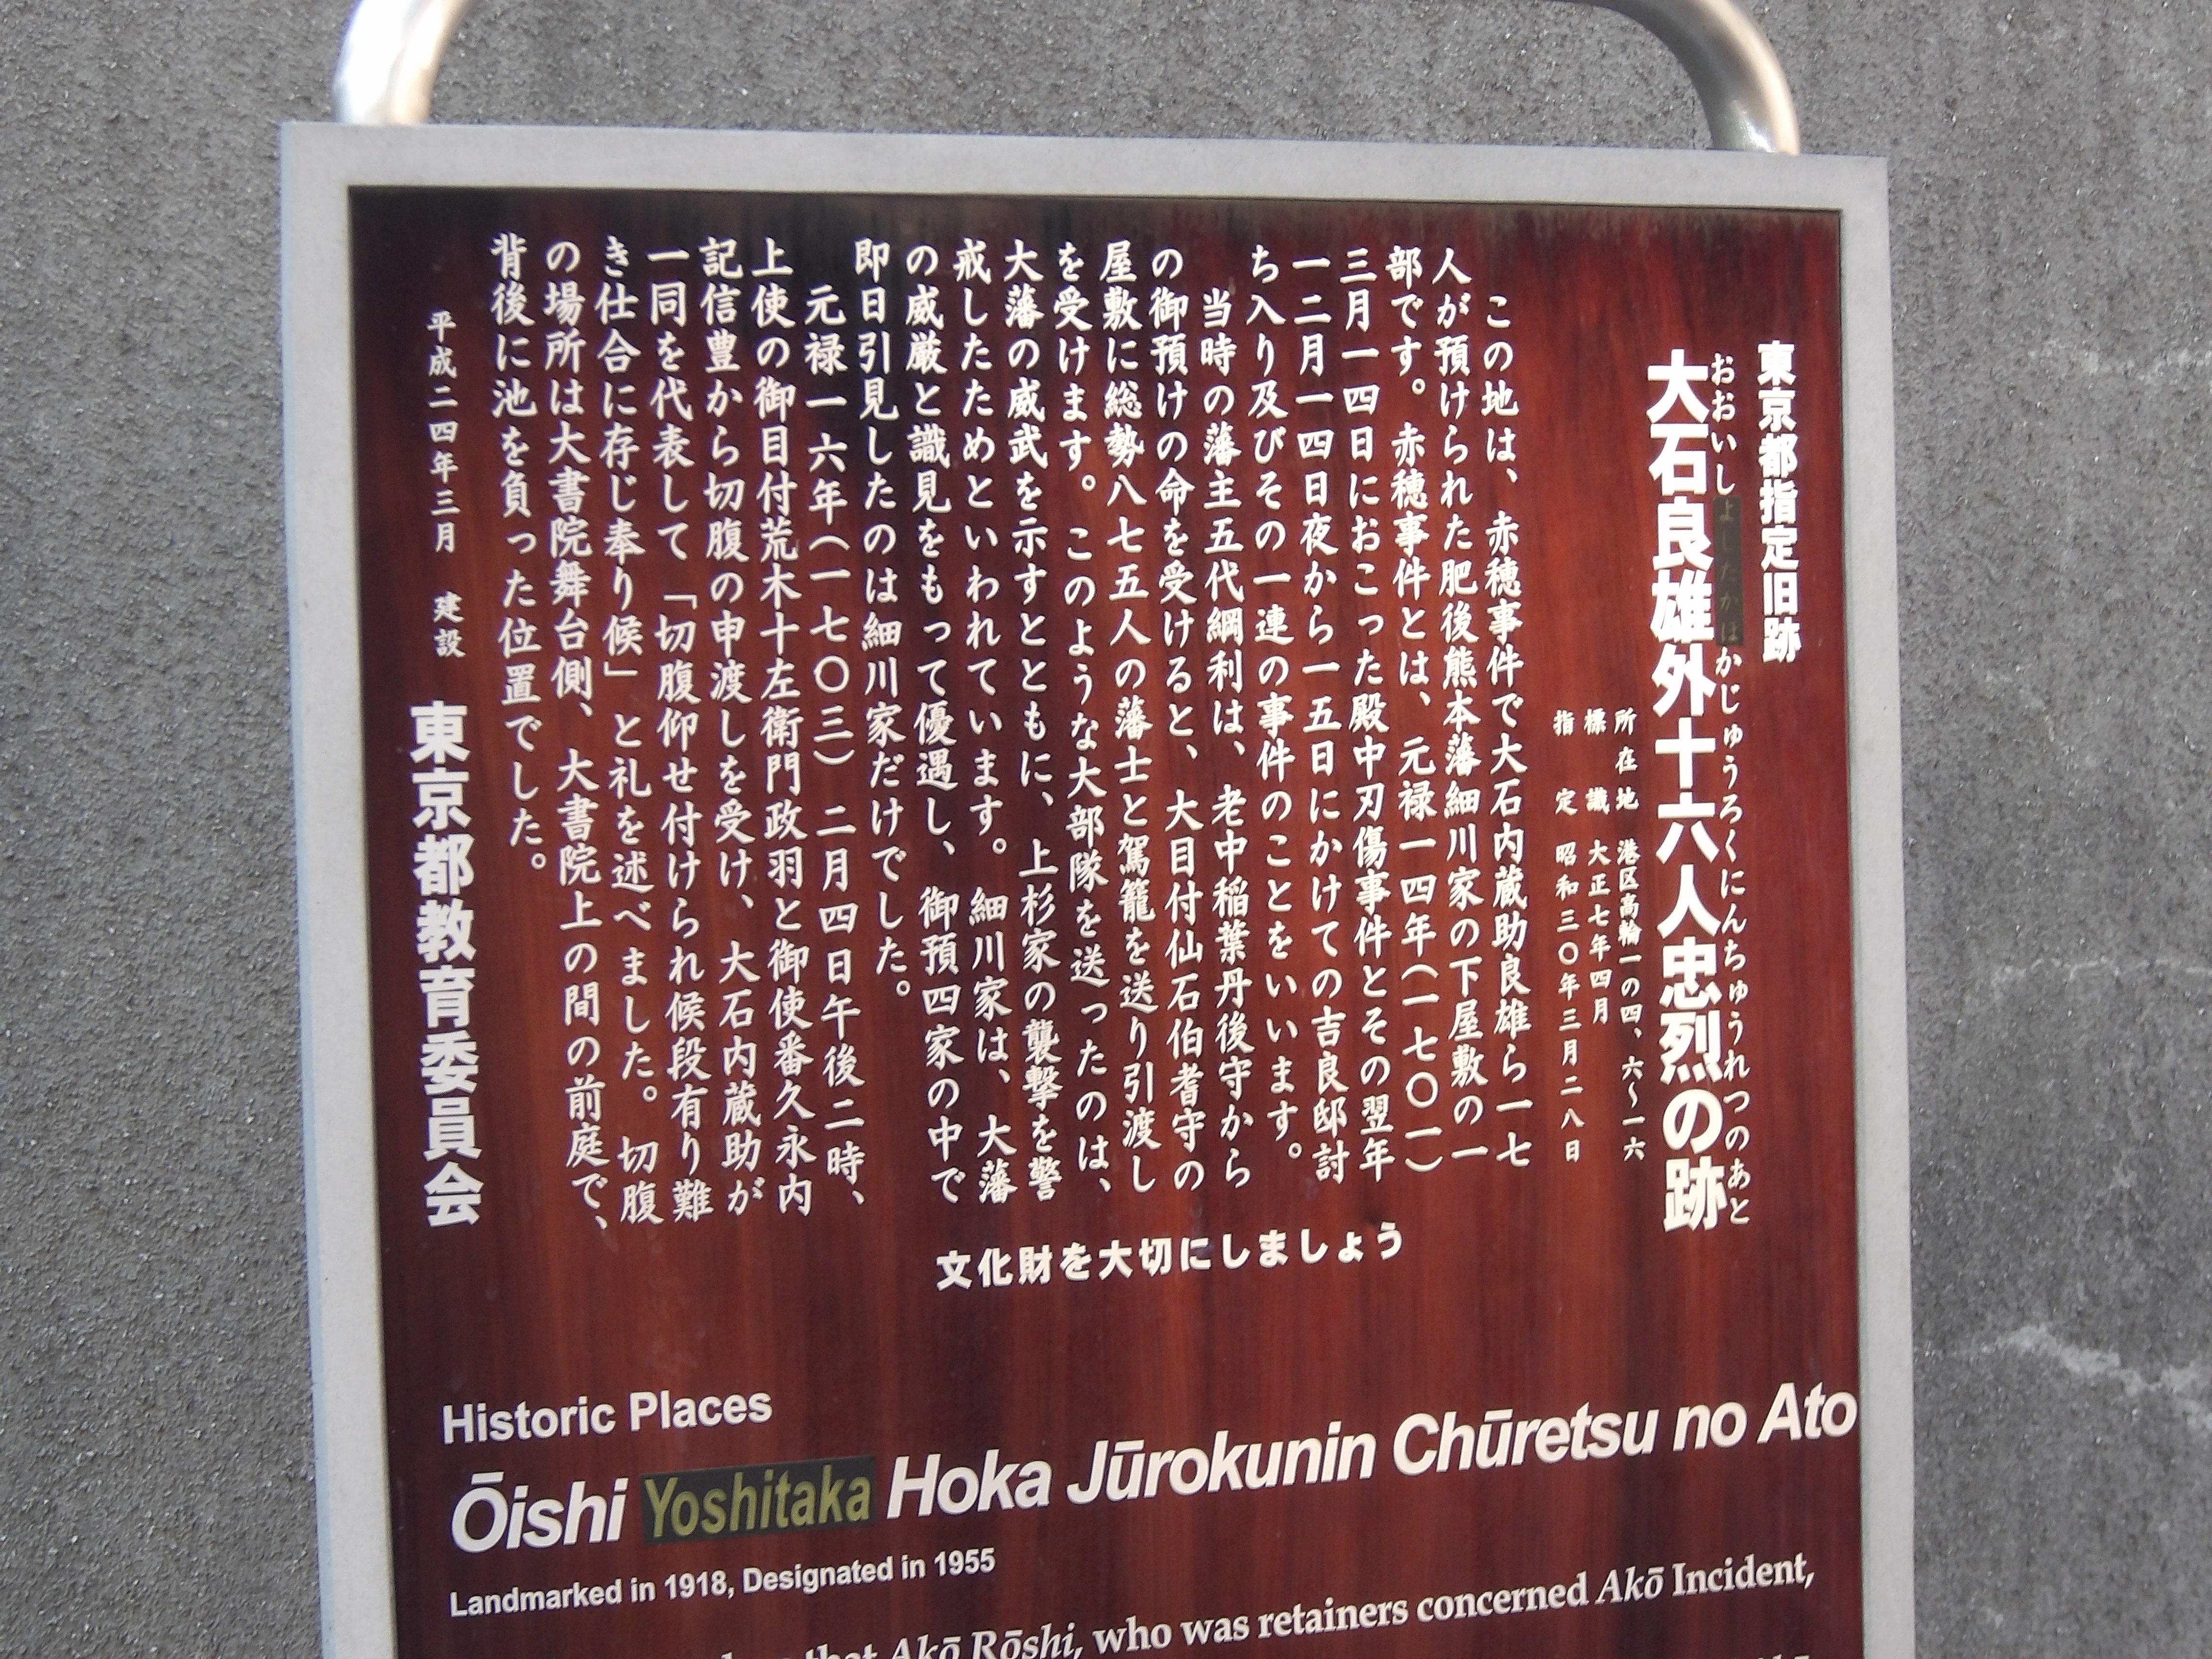 東京都指定旧跡
おおいしよしたかほかじゅうろくにんちゅうれつのあと
大石良雄外十六人忠烈の跡
所在地 港区高輪一の四、六〜一六
標識 大正七年四月
指定 昭和三〇年三月二八日
この地は、赤穂事件で大石内蔵助良雄ら一七
人が預けられた肥後熊本藩細川家の下屋敷の一
部です。赤穂事件とは、元禄一四年(一七〇一)
三月一四日におこった殿中刃傷事件とその翌年
一二月一四日夜から一五日にかけての吉良邸討
ち入り及びその一連の事件のことをいいます。
当時の藩主五代綱利は、老中稲葉丹後守から
の御預けの命を受けると、大目付仙石伯耆守の
屋敷に総勢八七五人の藩士と駕籠を送り引渡し
を受けます。このような大部隊を送ったのは、
大藩の威武を示すとともに、上杉家の襲撃を警
戒したためといわれています。細川家は、大藩
の威厳と識見をもって優遇し、御預四家の中で
即日引見したのは細川家だけでした。
元禄一六年(一七〇三)二月四日午後二時、
上使の御目付荒木十左衛門政羽と御使番久永内
記信豊から切腹の申渡しを受け、大石内蔵助が
一同を代表して「切腹仰せ付けられ候段有り難
き仕合に存じ奉り候」と礼を述べました。切腹
の場所は大書院舞台側、大書院上の間の前庭で、
背後に池を負った位置でした。
平成二四年三月 建設
東京都教育委員会
文化財を大切にしましょう
Historic Places
Ōishi Yoshitaka Hoka Jūrokunin Chūretsu no Ato
Landmarked in 1918, Designated in 1955
that Akō Rōshi, who was retainers concerned Akō Incident,